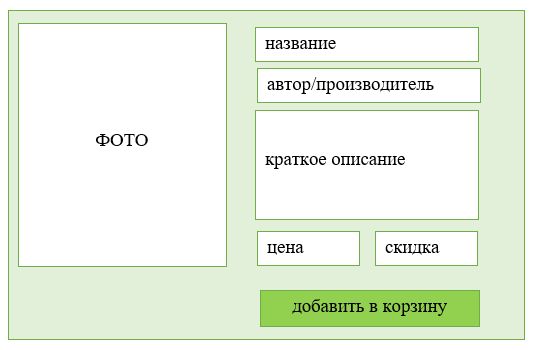 ФОТО
название
автор/производитель
краткое описание
цена
скидка
добавить в корзину